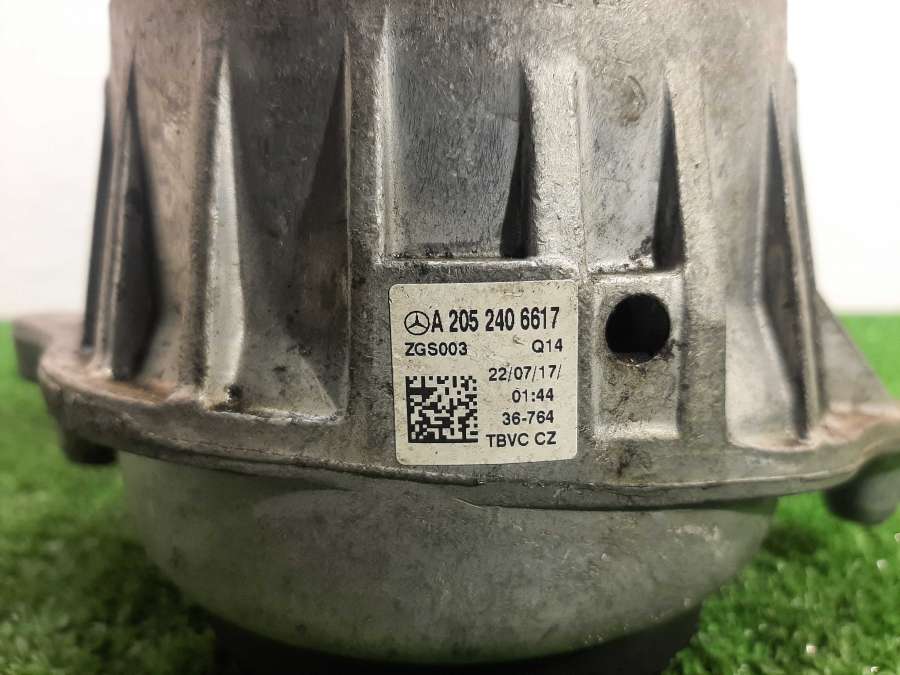 A 205 240 6617
ZGS003 Q14
22/07/17/
01:44
36-764
TBVC CZ